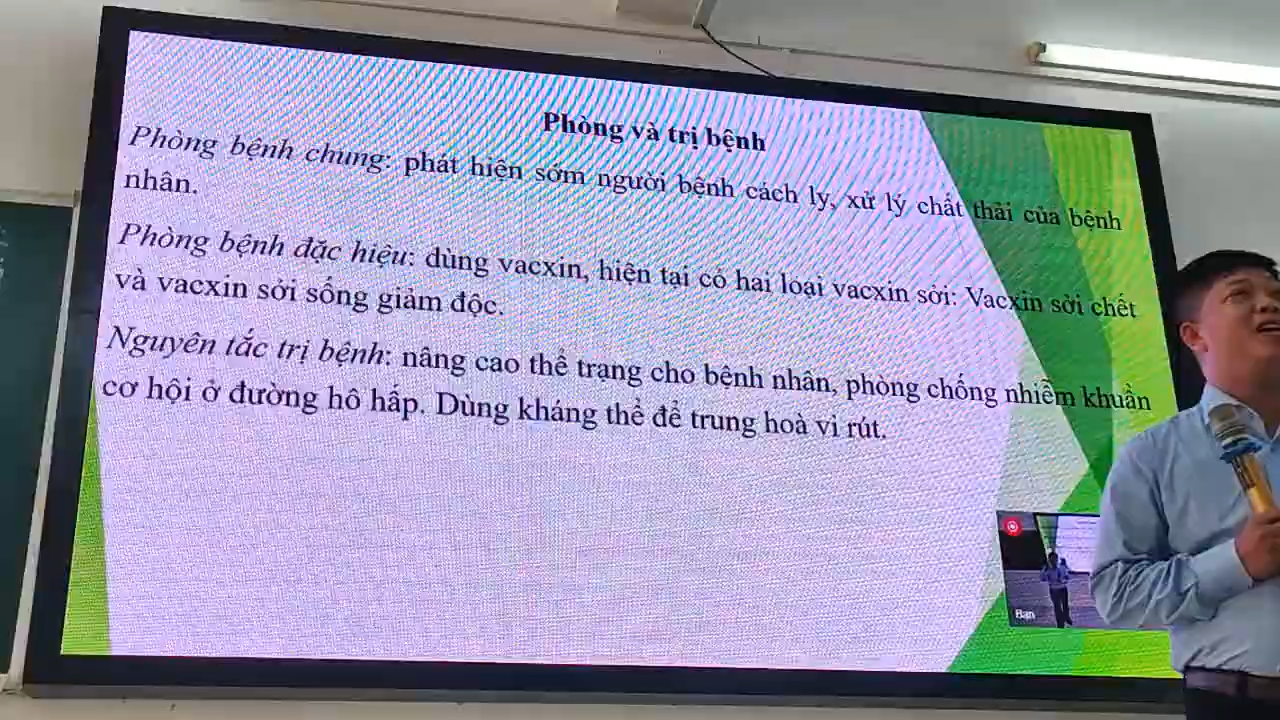 Phòng và trị bệnh
Phòng bệnh chung: phát hiện sớm người bệnh cách ly, xử lý chất thải của bệnh
nhân.
Phòng bệnh đặc hiệu: dùng vacxin, hiện tại có hai loại vacxin sởi: Vacxin sởi chết
và vacxin sởi sống giảm độc.
Nguyên tắc trị bệnh: nâng cao thể trạng cho bệnh nhân, phòng chống nhiễm khuẩn
cơ hội ở đường hô hấp. Dùng kháng thể để trung hoà vi rút.
Bạn